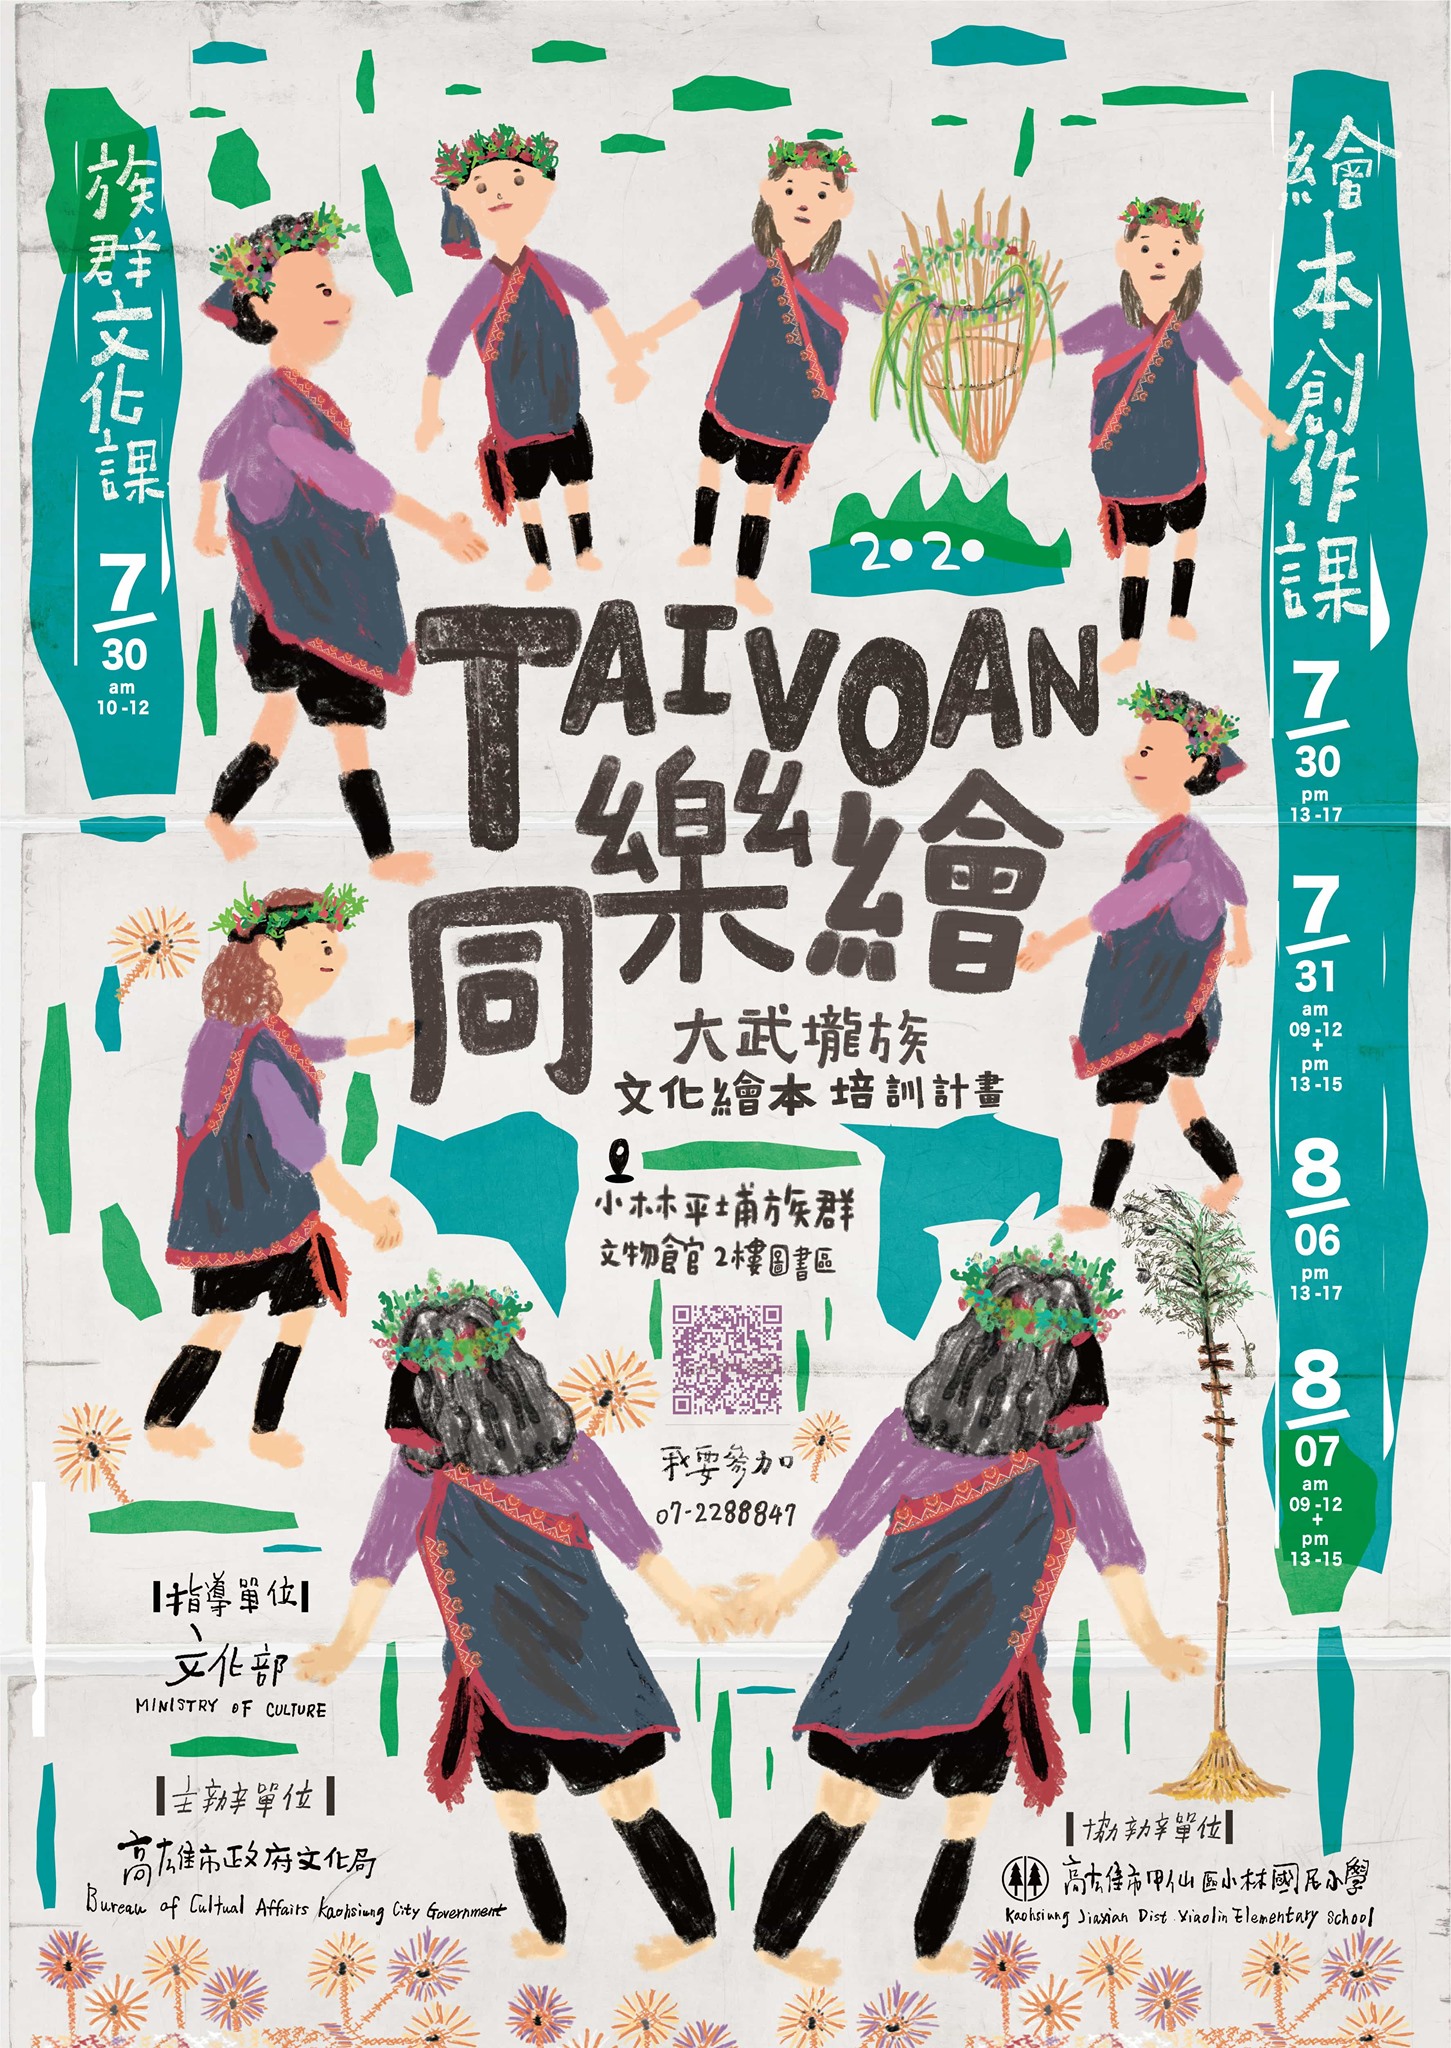 族群文化課
7/30
am
10-12
繪本創作課
7/30
pm
13-17
7/31
am
09-12
+
pm
13-15
8/06
pm
13-17
8/07
am
09-12
+
pm
13-15
2020
TAIVOAN
同樂繪
大武壠族
文化繪本培訓計畫
小林平埔族群
文物館 2樓圖書區
我要參加
07-2288847
指導單位
文化部
MINISTRY OF CULTURE
主辦單位
高雄市政府文化局
Bureau of Cultual Affairs Kaohsiung City Government
協辦單位
高雄市甲仙區小林國民小學
Kaohsiung Jiaxian Dist. Xiaolin Elementary School